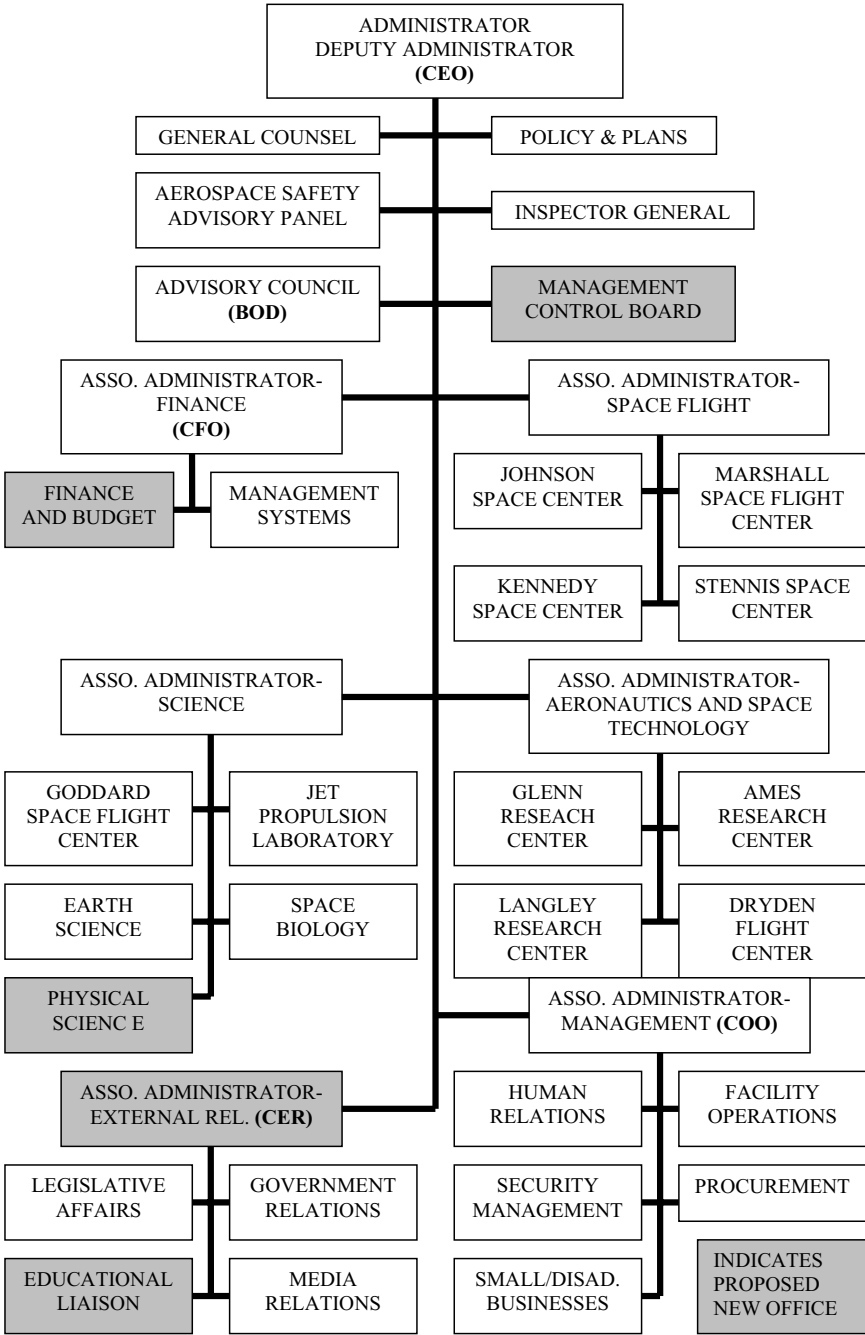 ADMINISTRATOR
DEPUTY ADMINISTRATOR
(CEO)
GENERAL COUNSEL
POLICY & PLANS
AEROSPACE SAFETY
ADVISORY PANEL
INSPECTOR GENERAL
ADVISORY COUNCIL
(BOD)
MANAGEMENT
CONTROL BOARD
ASSO. ADMINISTRATOR-
FINANCE
(CFO)
ASSO. ADMINISTRATOR-
SPACE FLIGHT
FINANCE
AND BUDGET
MANAGEMENT
SYSTEMS
JOHNSON
SPACE CENTER
MARSHALL
SPACE FLIGHT
CENTER
KENNEDY
SPACE CENTER
STENNIS SPACE
CENTER
ASSO. ADMINISTRATOR-
SCIENCE
ASSO. ADMINISTRATOR-
AERONAUTICS AND SPACE
TECHNOLOGY
GODDARD
SPACE FLIGHT
CENTER
JET
PROPULSION
LABORATORY
GLENN
RESEACH
CENTER
AMES
RESEARCH
CENTER
EARTH
SCIENCE
SPACE
BIOLOGY
LANGLEY
RESEARCH
CENTER
DRYDEN
FLIGHT
CENTER
PHYSICAL
SCIENC E
ASSO. ADMINISTRATOR-
MANAGEMENT (COO)
ASSO. ADMINISTRATOR-
EXTERNAL REL. (CER)
HUMAN
RELATIONS
FACILITY
OPERATIONS
LEGISLATIVE
AFFAIRS
GOVERNMENT
RELATIONS
SECURITY
MANAGEMENT
PROCUREMENT
EDUCATIONAL
LIAISON
MEDIA
RELATIONS
SMALL/DISAD.
BUSINESSES
INDICATES
PROPOSED
NEW OFFICE